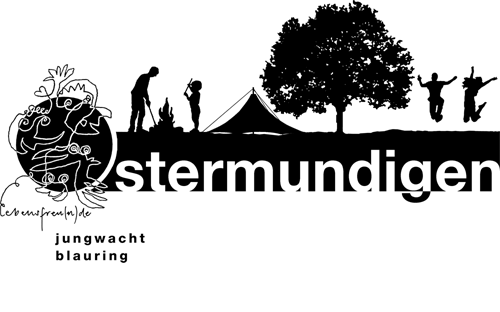 Ostermundigen
lebensfreu(n)de
jungwacht
blauring